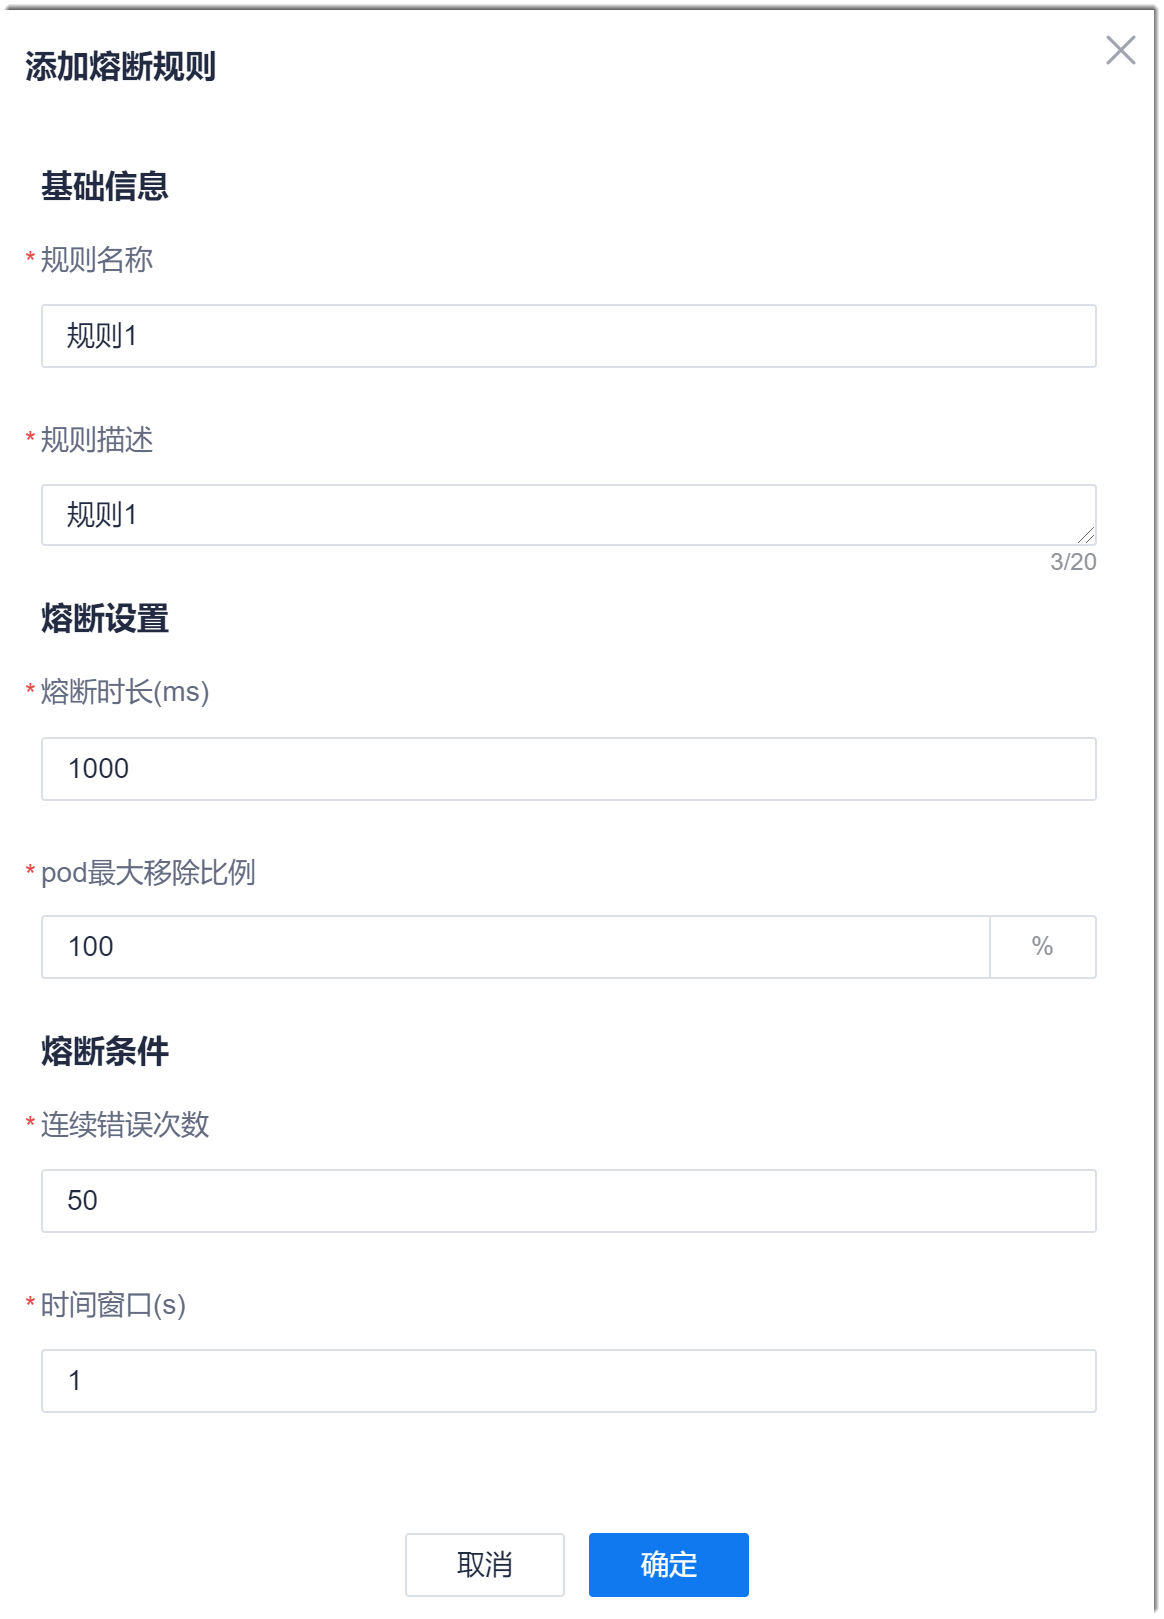 添加熔断规则
基础信息
* 规则名称
规则1
* 规则描述
规则1
3/20
熔断设置
* 熔断时长(ms)
1000
* pod最大移除比例
100 %
熔断条件
* 连续错误次数
50
* 时间窗口(s)
1
取消 确定